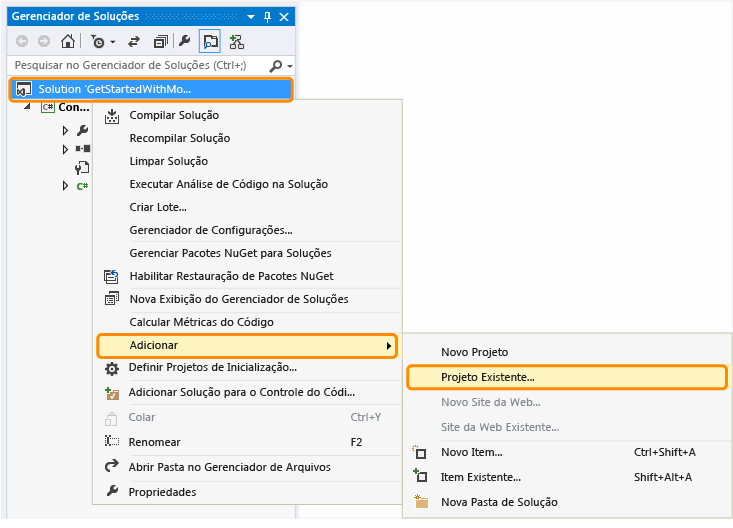 Gerenciador de Soluções
Pesquisar no Gerenciador de Soluções (Ctrl+;)
Solution 'GetStartedWithMo...
C# Con...
C#
Compilar Solução
Recompilar Solução
Limpar Solução
Executar Análise de Código na Solução
Criar Lote...
Gerenciador de Configurações...
Gerenciar Pacotes NuGet para Soluções
Habilitar Restauração de Pacotes NuGet
Nova Exibição do Gerenciador de Soluções
Calcular Métricas do Código
Adicionar
Definir Projetos de Inicialização...
Adicionar Solução para o Controle do Códi...
Colar Ctrl+Y
Renomear F2
Abrir Pasta no Gerenciador de Arquivos
Propriedades
Novo Projeto
Projeto Existente...
Novo Site da Web...
Site da Web Existente...
Novo Item... Ctrl+Shift+A
Item Existente... Shift+Alt+A
Nova Pasta de Solução